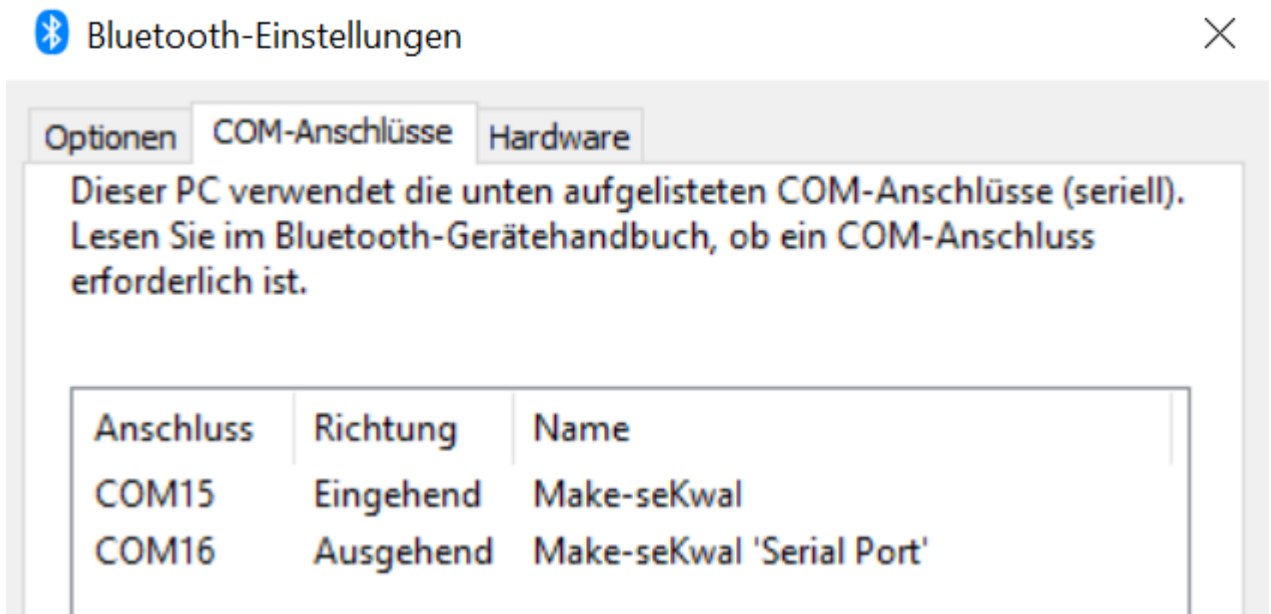 Bluetooth-Einstellungen
Optionen COM-Anschlüsse Hardware
Dieser PC verwendet die unten aufgelisteten COM-Anschlüsse (seriell).
Lesen Sie im Bluetooth-Gerätehandbuch, ob ein COM-Anschluss
erforderlich ist.
Anschluss Richtung Name
COM15 Eingehend Make-seKwal
COM16 Ausgehend Make-seKwal 'Serial Port'